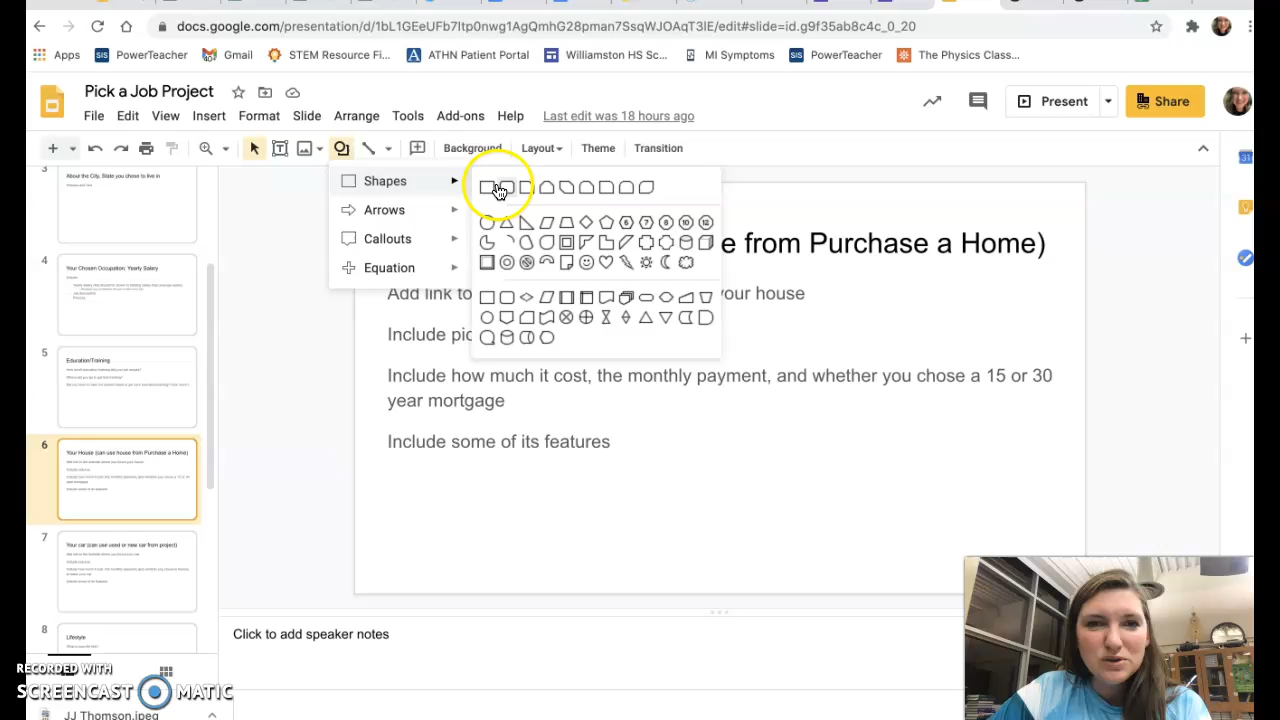 docs.google.com/presentation/d/1bL1GEeUFb7Itn0nwg1AgQmtG28pman7SsqWJOAqT3lE/edit#slide=id.g9f35ab8c4c_0_20
Apps PowerTeacher Gmail STEM Resource Fi... ATHN Patient Portal Williamston HS Sc... MI Symptoms PowerTeacher The Physics Class...
Pick a Job Project
Present
Share
File Edit View Insert Format Slide Arrange Tools Add-ons Help Last edit was 18 hours ago
Background Layout Theme Transition
Shapes
Arrows
Callouts
Equation
e from Purchase a Home)
Add link to
your house
Include pic
Include how much it cost, the monthly payment, and whether you chose a 15 or 30
year mortgage
Include some of its features
3
About the City, State you chose to live in
4
Your Chosen Occupation: Yearly Salary
5
Education/Training
6
Your House (can use house from Purchase a Home)
7
Your car (can use used or new car from project)
8
Lifestyle
Click to add speaker notes
RECORDED WITH
SCREENCAST MATIC
JJ Thomson.jpeg